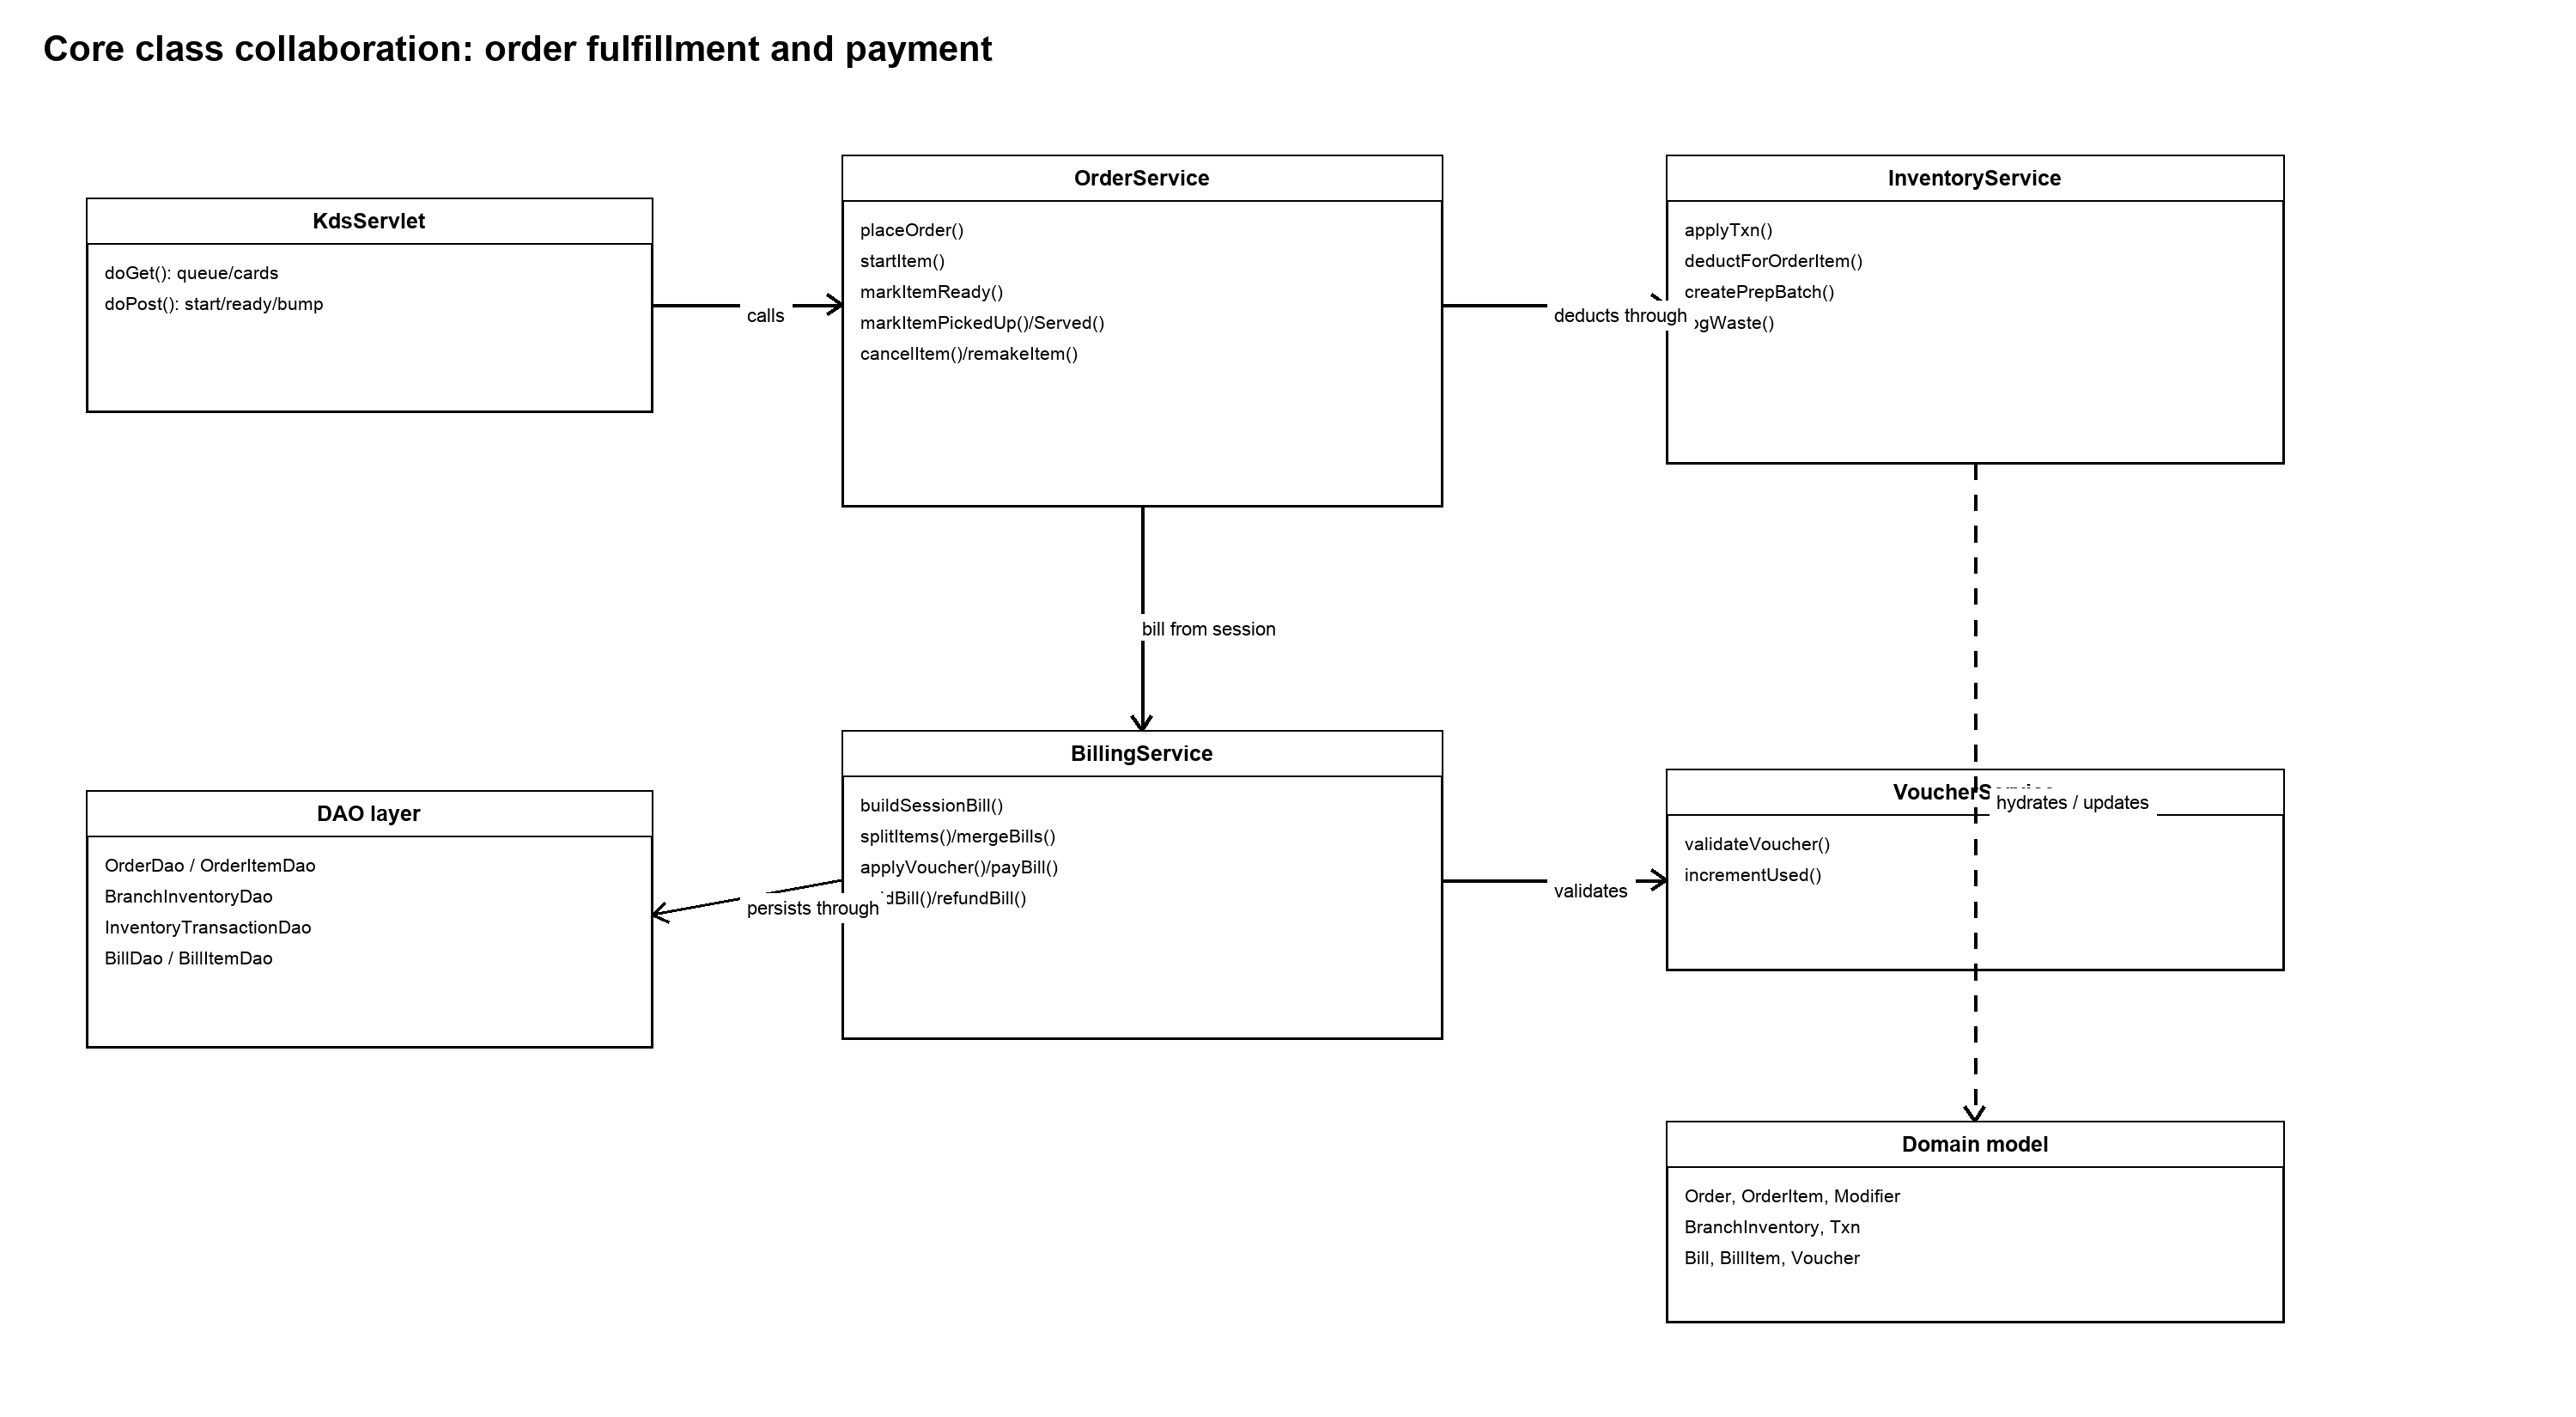 Core class collaboration: order fulfillment and payment
KdsServlet
doGet(): queue/cards
doPost(): start/ready/bump
calls
OrderService
placeOrder()
startItem()
markItemReady()
markItemPickedUp()/Served()
cancelItem()/remakeItem()
deducts through
InventoryService
applyTxn()
deductForOrderItem()
createPrepBatch()
ogWaste()
bill from session
DAO layer
OrderDao / OrderItemDao
BranchInventoryDao
InventoryTransactionDao
BillDao / BillItemDao
persists through
BillingService
buildSessionBill()
splitItems()/mergeBills()
applyVoucher()/payBill()
dBill()/refundBill()
validates
VoucherS
hydrates / updates
validateVoucher()
incrementUsed()
Domain model
Order, OrderItem, Modifier
BranchInventory, Txn
Bill, BillItem, Voucher